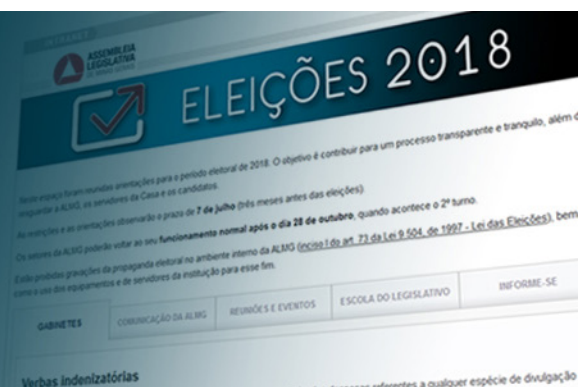 INTRANET
ASSEMBLEIA
LEGISLATIVA
DE MINAS GERAIS
ELEIÇÕES 2018
Neste espaço foram reunidas orientações para o período eleitoral de 2018. O objetivo é contribuir para um processo transparente e tranquilo, além d
resguardar a ALMG, os servidores da Casa e os candidatos.
As restrições e as orientações observarão o prazo de 7 de julho (três meses antes das eleições).
Os setores da ALMG poderão voltar ao seu funcionamento normal após o dia 28 de outubro, quando acontece o 2º turno.
Estão proibidas gravações da propaganda eleitoral no ambiente interno da ALMG (inciso I do art. 73 da Lei 9.504, de 1997 - Lei das Eleições), bem
como o uso dos equipamentos e de servidores da instituição para esse fim.
GABINETES
COMUNICAÇÃO DA ALMG
REUNIÕES E EVENTOS
ESCOLA DO LEGISLATIVO
INFORME-SE
Verbas indenizatórias
referentes a qualquer espécie de divulgação